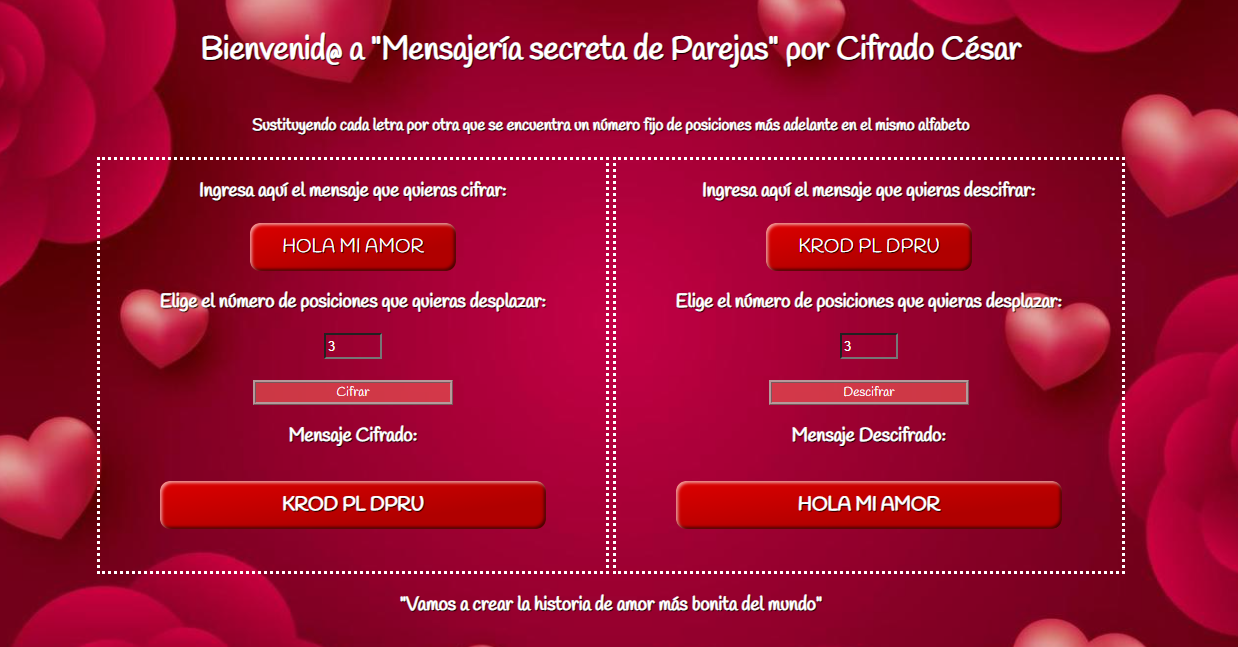 Bienvenid@ a "Mensajería secreta de Parejas" por Cifrado César
Sustituyendo cada letra por otra que se encuentra un número fijo de posiciones más adelante en el mismo alfabeto
Ingresa aquí el mensaje que quieras cifrar:
HOLA MI AMOR
Elige el número de posiciones que quieras desplazar:
3
Cifrar
Mensaje Cifrado:
KROD PL DPRU
Ingresa aquí el mensaje que quieras descifrar:
KROD PL DPRU
Elige el número de posiciones que quieras desplazar:
3
Descifrar
Mensaje Descifrado:
HOLA MI AMOR
"Vamos a crear la historia de amor más bonita del mundo"